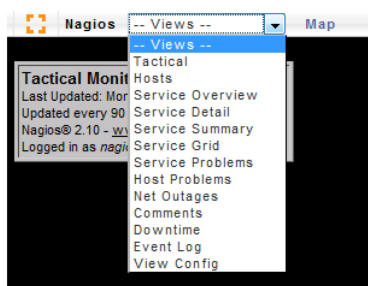 Nagios -- Views -- Map
-- Views --
Tactical
Hosts
Service Overview
Service Detail
Service Summary
Service Grid
Service Problems
Host Problems
Net Outages
Comments
Downtime
Event Log
View Config
Tactical Monit
Last Updated: Mon
Updated every 90
Nagios® 2.10 -
Logged in as